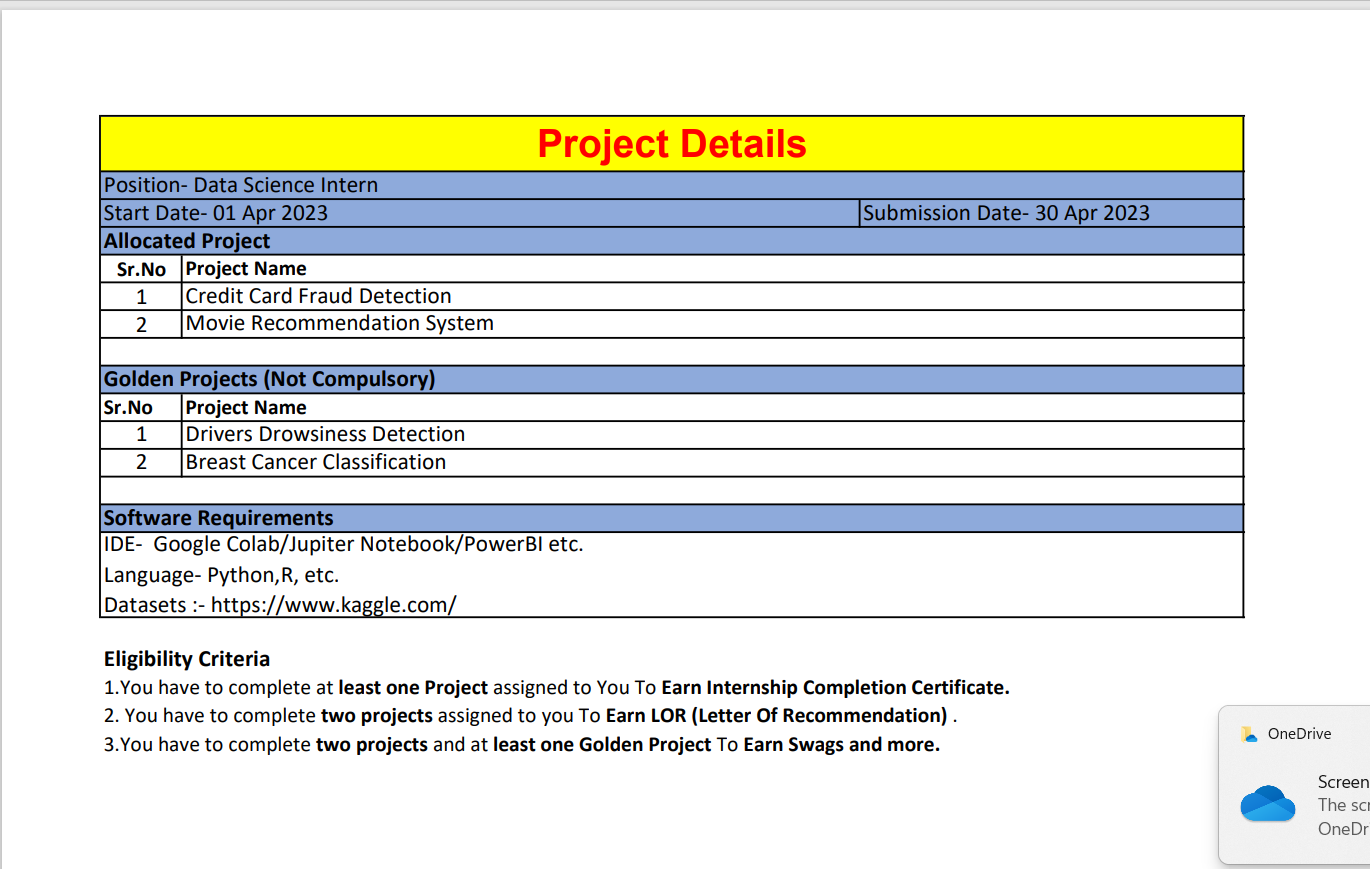 Project Details
Position- Data Science Intern
Start Date- 01 Apr 2023 Submission Date- 30 Apr 2023
Allocated Project
Sr.No Project Name
1 Credit Card Fraud Detection
2 Movie Recommendation System
Golden Projects (Not Compulsory)
Sr.No Project Name
1 Drivers Drowsiness Detection
2 Breast Cancer Classification
Software Requirements
IDE-  Google Colab/Jupiter Notebook/PowerBI etc.
Language- Python,R, etc.
Datasets :- https://www.kaggle.com/
Eligibility Criteria
1.You have to complete at least one Project assigned to You To Earn Internship Completion Certificate.
2. You have to complete two projects assigned to you To Earn LOR (Letter Of Recommendation) .
3.You have to complete two projects and at least one Golden Project To Earn Swags and more.
OneDrive
Screen
The scr
OneDr